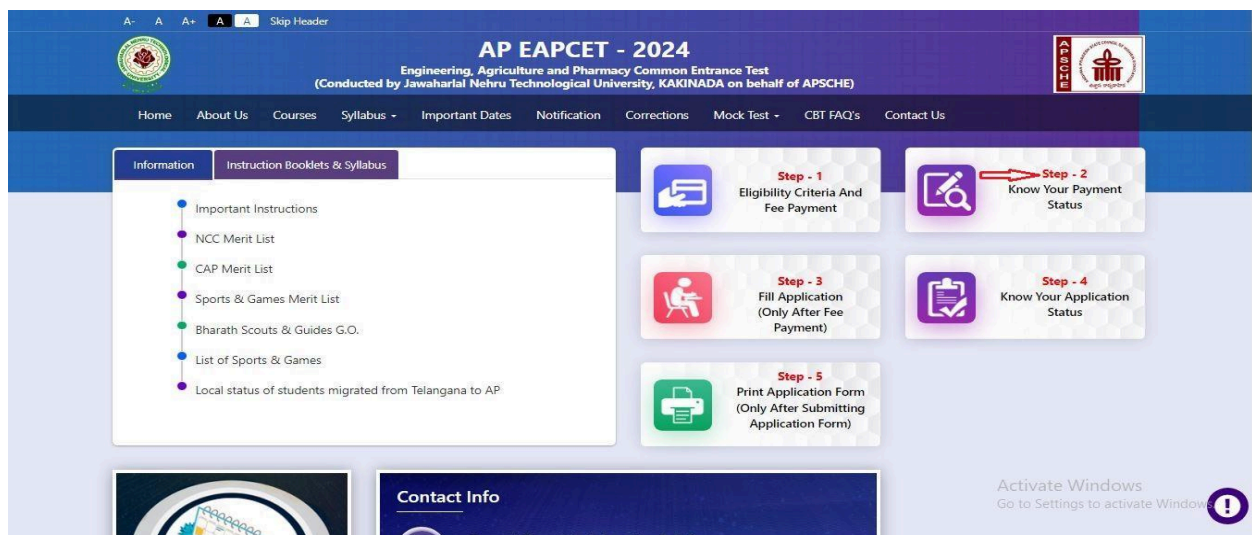 A- A A+ A A Skip Header
AP EAPCET - 2024
Engineering, Agriculture and Pharmacy Common Entrance Test
(Conducted by Jawaharlal Nehru Technological University, KAKINADA on behalf of APSCHE)
APSCHE
Home About Us Courses Syllabus Important Dates Notification Corrections Mock Test CBT FAQ's Contact Us
Information Instruction Booklets & Syllabus
Important Instructions
NCC Merit List
CAP Merit List
Sports & Games Merit List
Bharath Scouts & Guides G.O.
List of Sports & Games
Local status of students migrated from Telangana to AP
Step - 1
Eligibility Criteria And
Fee Payment
Step - 2
Know Your Payment
Status
Step - 3
Fill Application
(Only After Fee
Payment)
Step - 4
Know Your Application
Status
Step - 5
Print Application Form
(Only After Submitting
Application Form)
Contact Info
Activate Windows
Go to Settings to activate Windows